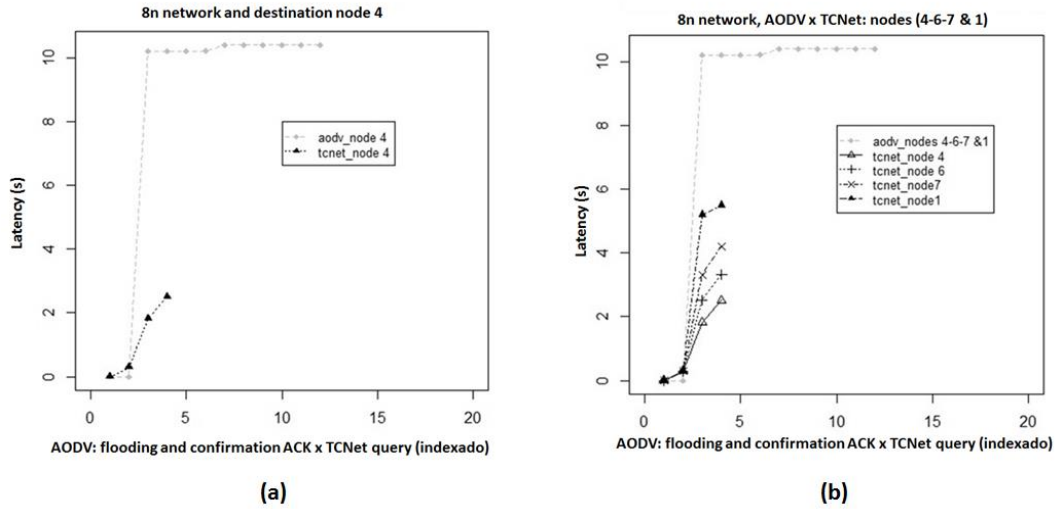 8n network and destination node 4
Latency (s)
10
8
6
4
2
0
aodv_node 4
tcnet_node 4
0 5 10 15 20
AODV: flooding and confirmation ACK x TCNet query (indexado)
(a)
8n network, AODV x TCNet: nodes (4-6-7 & 1)
Latency (s)
10
8
6
4
2
0
aodv_nodes 4-6-7 &1
tcnet_node 4
tcnet_node 6
tcnet_node7
tcnet_node1
0 5 10 15 20
AODV: flooding and confirmation ACK x TCNet query (indexado)
(b)